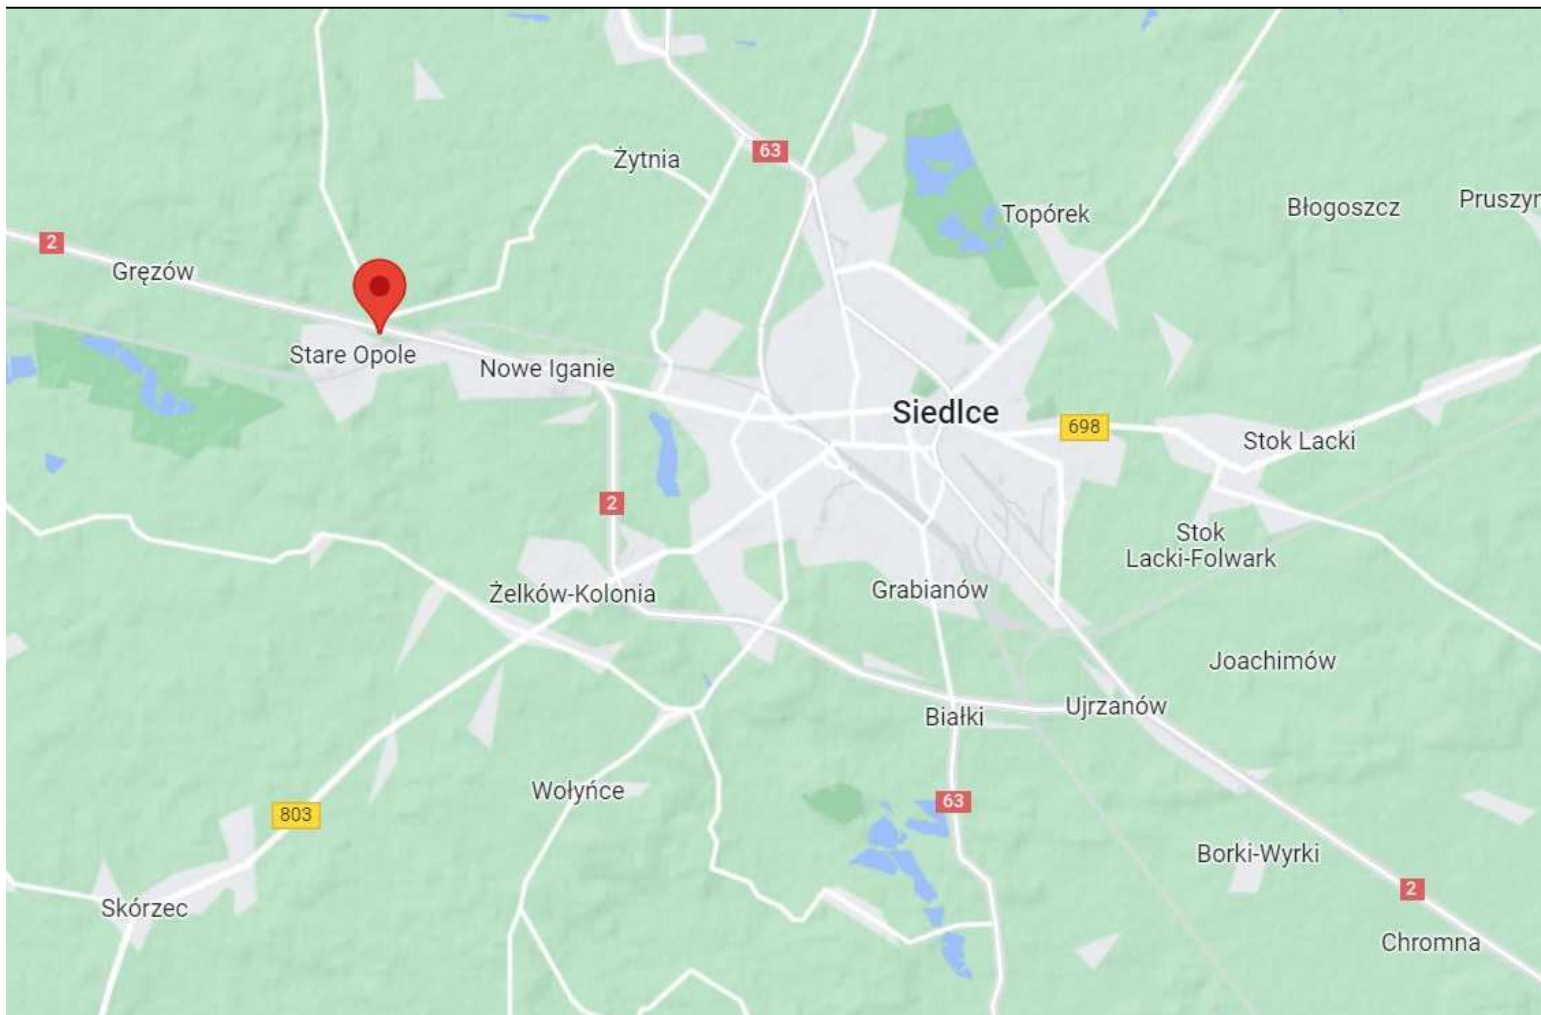 63
Żytnia
Topórek
Błogoszcz
Pruszyn
2
Gręzów
Stare Opole
Nowe Iganie
Siedlce
698
Stok Lacki
2
Stok
Lacki-Folwark
Żelków-Kolonia
Grabianów
Joachimów
Białki
Ujrzanów
Wołyńce
803
63
Borki-Wyrki
2
Skórzec
Chromna